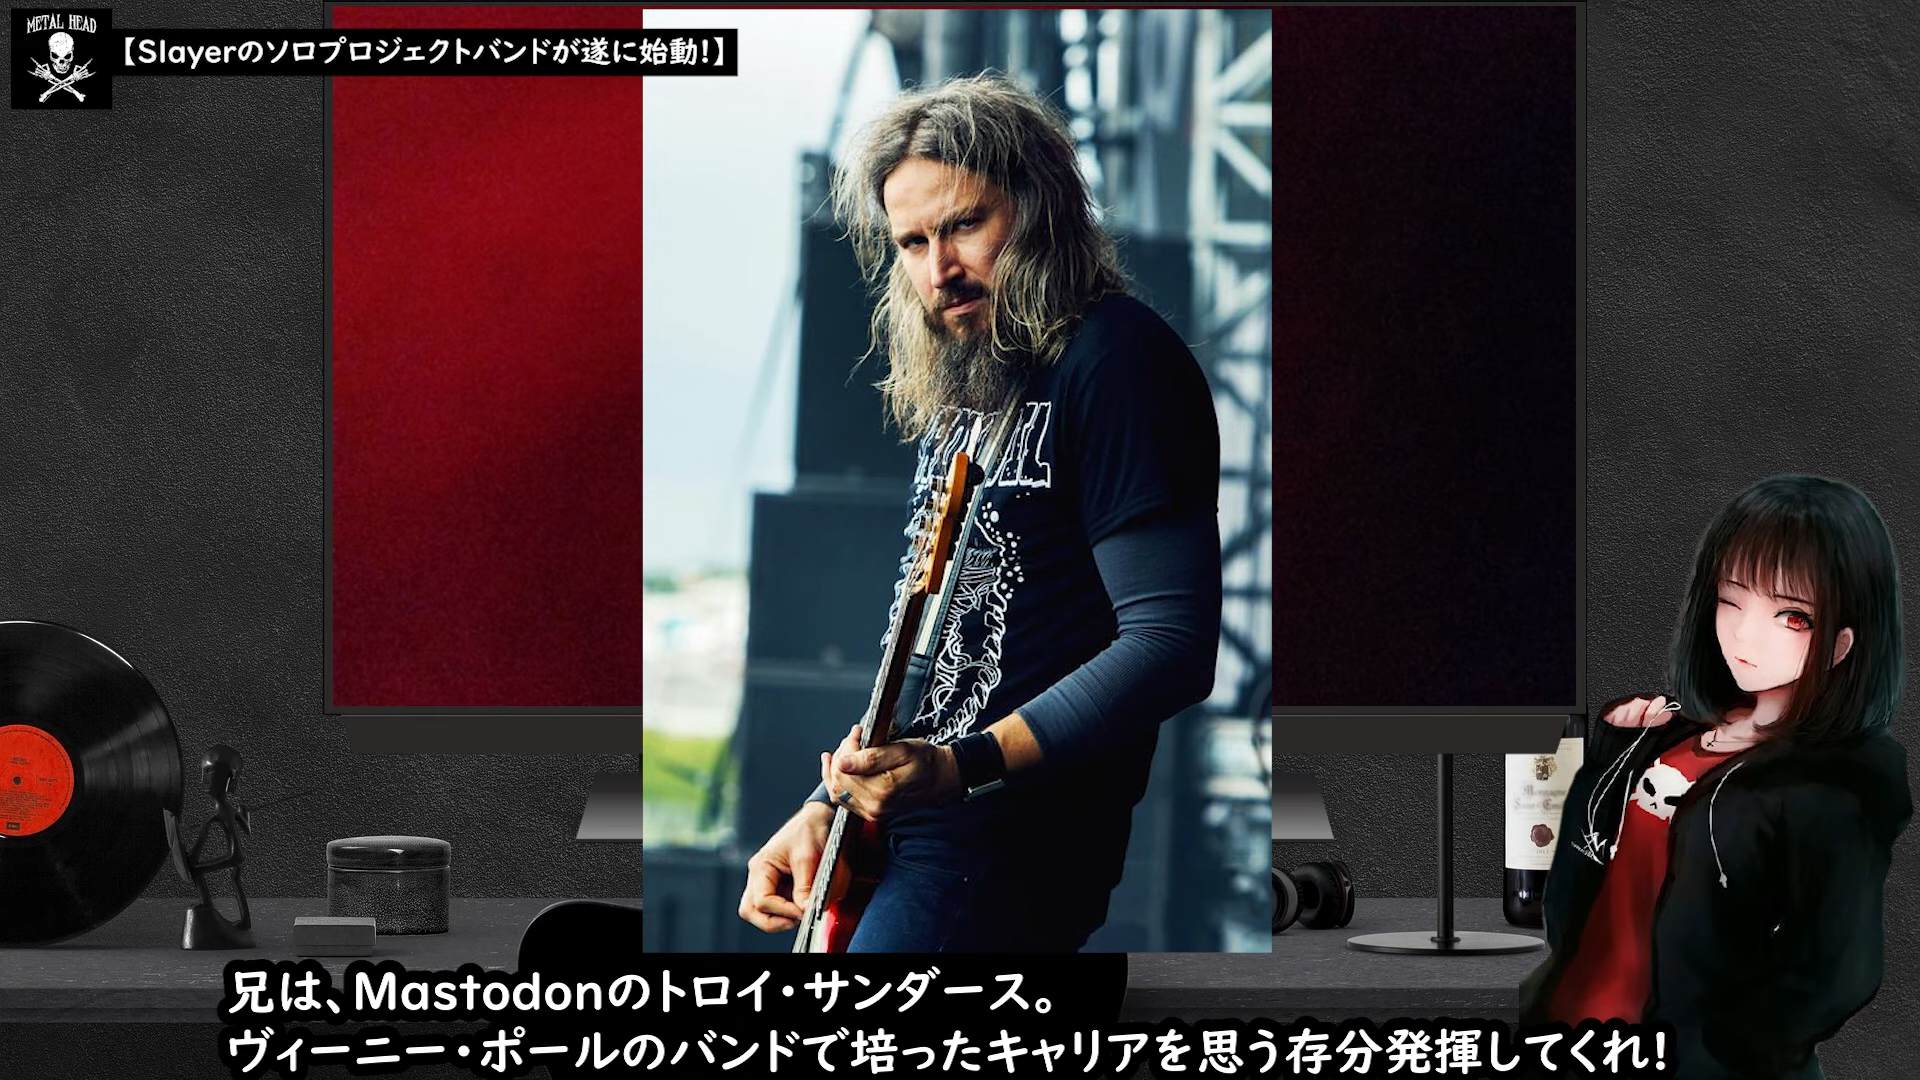 METAL HEAD
【Slayerのソロプロジェクトバンドが遂に始動!】
兄は、Mastodonのトロイ・サンダース。
ヴィーニー・ポールのバンドで培ったキャリアを思う存分発揮してくれ!